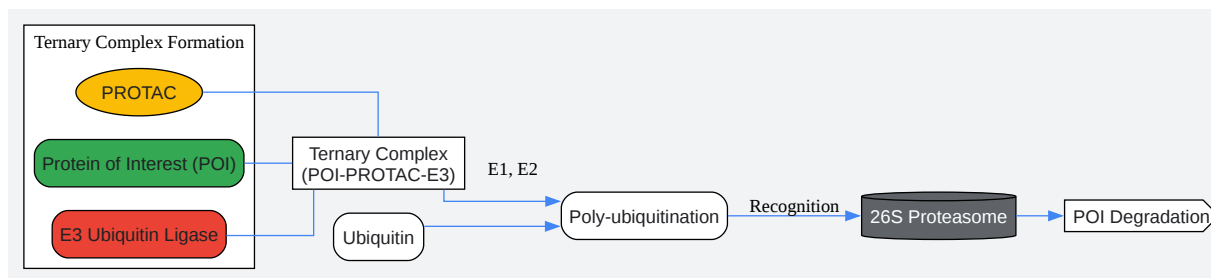 Ternary Complex Formation
PROTAC
Protein of Interest (POI)
E3 Ubiquitin Ligase
Ternary Complex
(POI-PROTAC-E3)
E1, E2
Ubiquitin
Poly-ubiquitination
Recognition
26S Proteasome
POI Degradation